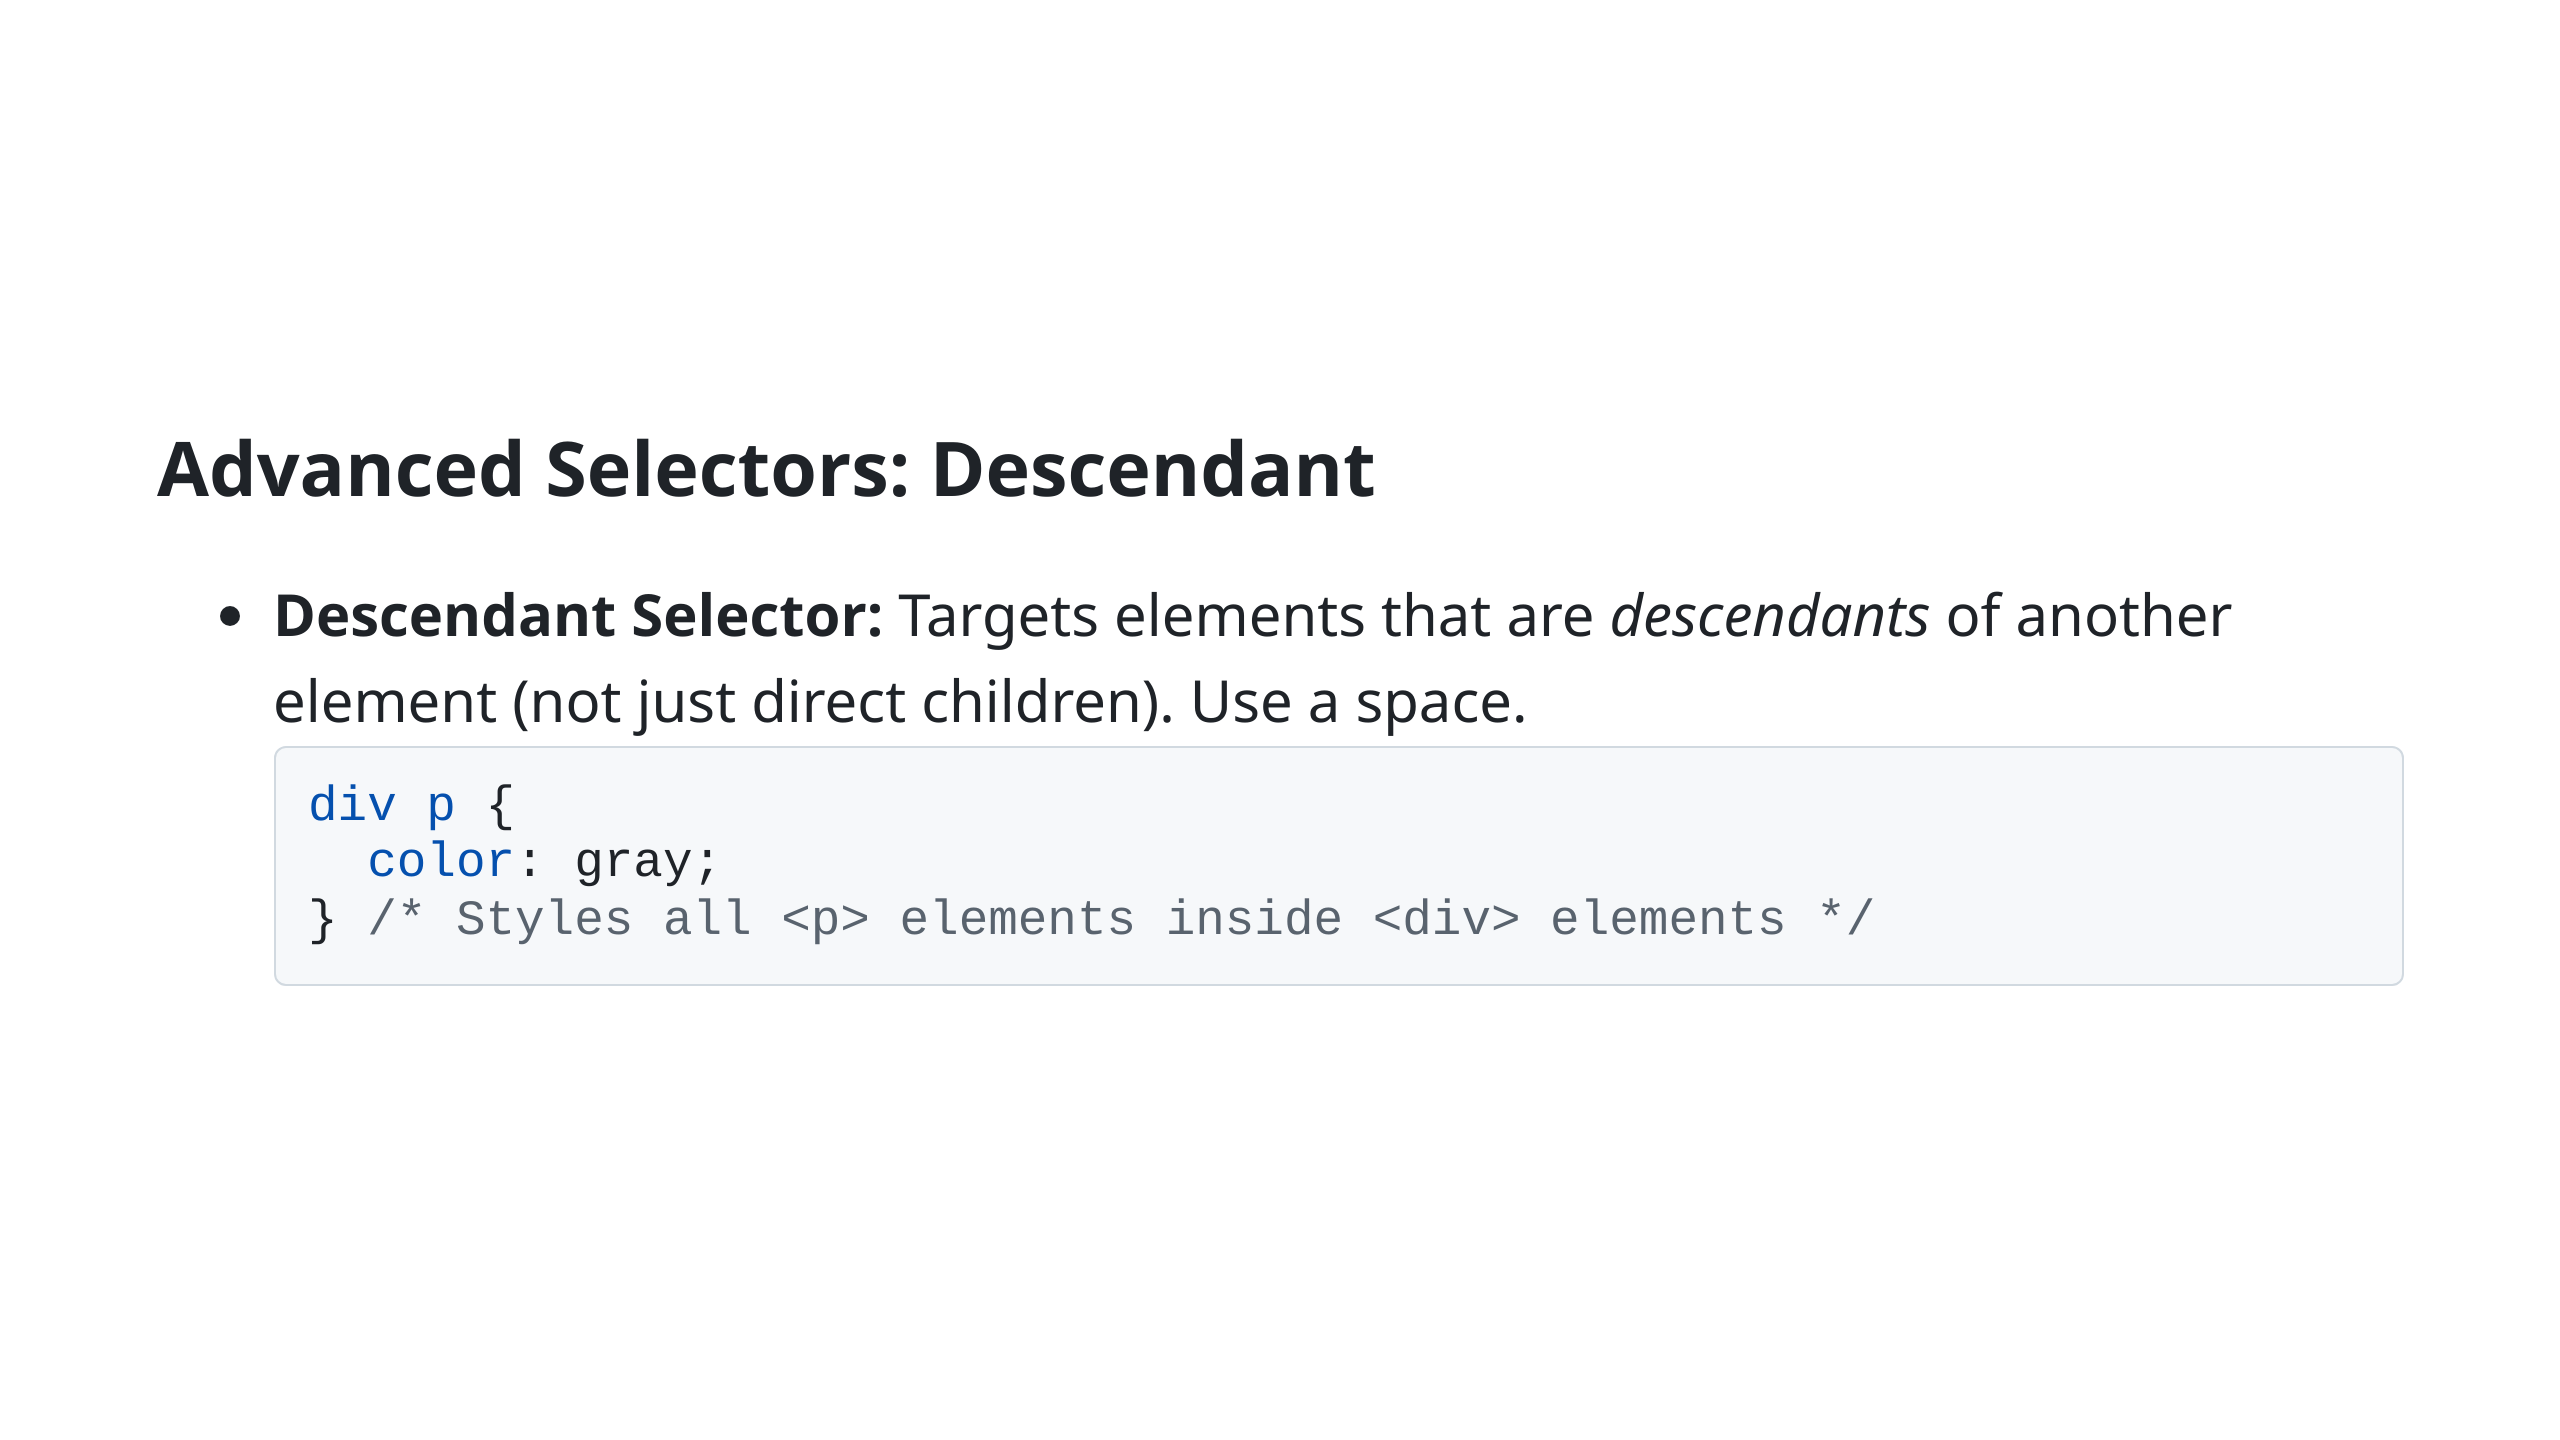 Advanced Selectors: Descendant
• Descendant Selector: Targets elements that are descendants of another
element (not just direct children). Use a space.
div p {
  color: gray;
} /* Styles all <p> elements inside <div> elements */